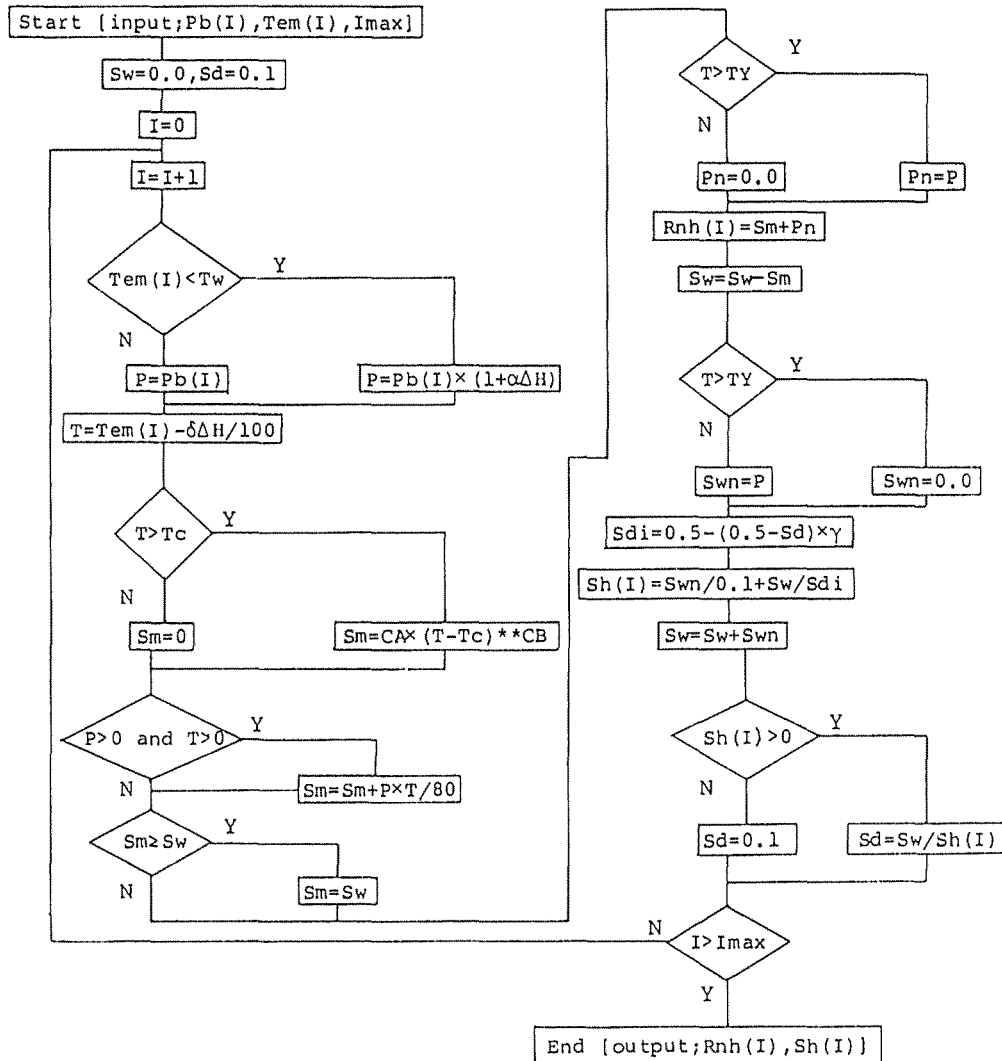 Start [input;Pb(I),Tem(I),Imax]
Sw=0.0,Sd=0.1
I=0
I=I+1
Tem(I)<Tw
Y
N
P=Pb(I)
P=Pb(I)×(1+αΔH)
T=Tem(I)-δΔH/100
T>Tc
Y
N
Sm=0
Sm=CA×(T-Tc)**CB
P>0 and T>0
Y
N
Sm=Sm+P×T/80
Sm≥Sw
Y
N
Sm=Sw
T>TY
Y
N
Pn=0.0
Pn=P
Rnh(I)=Sm+Pn
Sw=Sw-Sm
T>TY
Y
N
Swn=P
Swn=0.0
Sdi=0.5-(0.5-Sd)×γ
Sh(I)=Swn/0.1+Sw/Sdi
Sw=Sw+Swn
Sh(I)>0
Y
N
Sd=0.1
Sd=Sw/Sh(I)
N
I>Imax
Y
End [output;Rnh(I),Sh(I)]